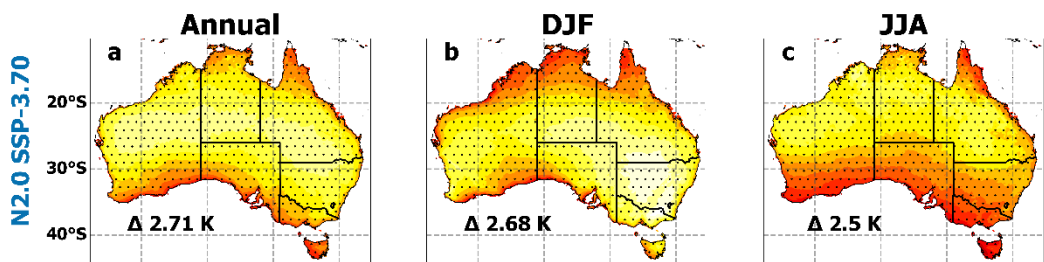 Annual
DJF
JJA
N2.0 SSP-3.70
a
b
c
20°S
30°S
40°S
Δ 2.71 K
Δ 2.68 K
Δ 2.5 K